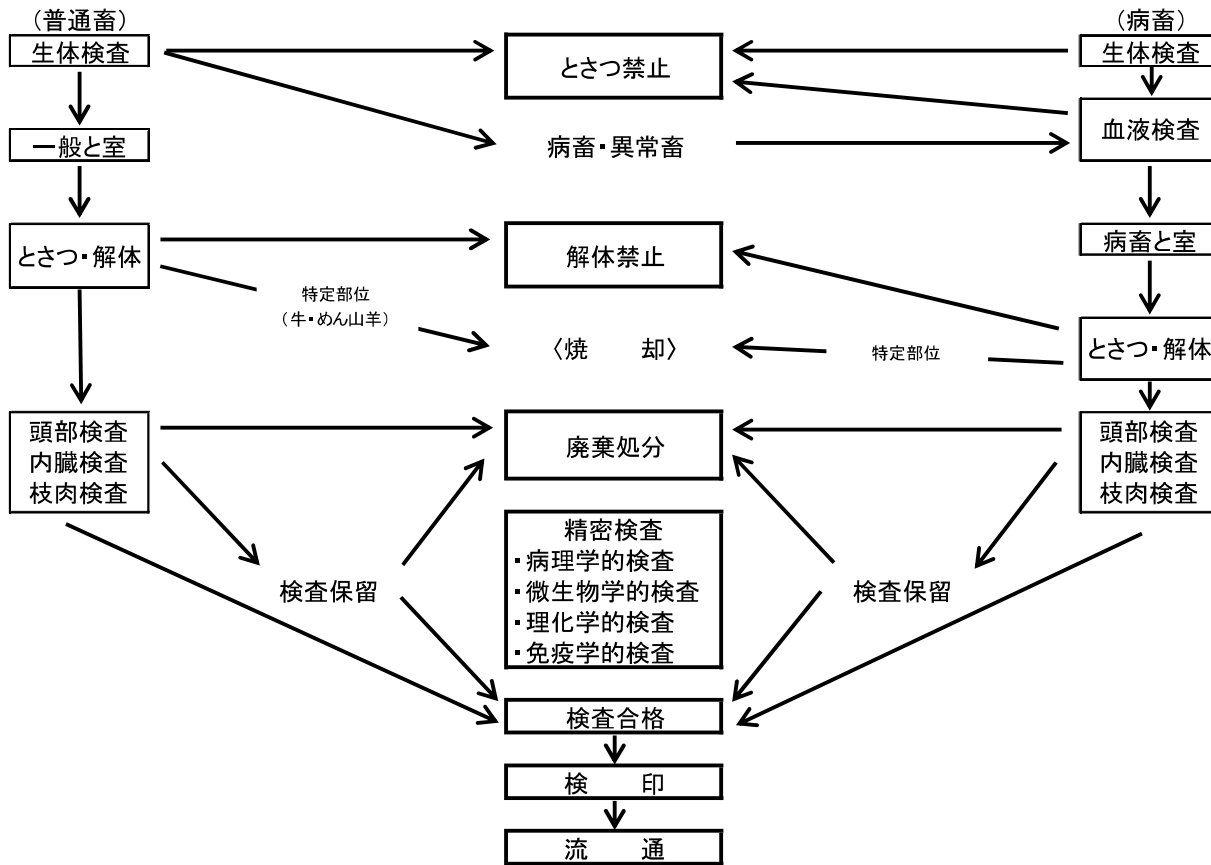 （普通畜）
（病畜）
生体検査
とさつ禁止
生体検査
一般と室
病畜・異常畜
血液検査
とさつ・解体
解体禁止
病畜と室
特定部位
（牛・めん山羊）
〈焼　　却〉
特定部位
とさつ・解体
頭部検査
内臓検査
枝肉検査
廃棄処分
頭部検査
内臓検査
枝肉検査
検査保留
精密検査
・病理学的検査
・微生物学的検査
・理化学的検査
・免疫学的検査
検査保留
検査合格
検　　印
流　　通